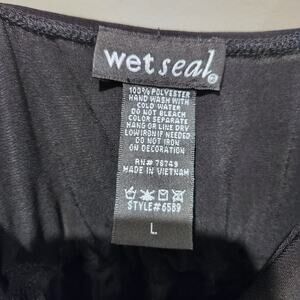 wet seal®
100% POLYESTER
HAND WASH WITH
COLD WATER
DO NOT BLEACH
COLOR SEPARATE
HANG OR LINE DRY
LOW IRON IF NEEDED
DO NOT IRON
ON DECORATION
RN# 78749
MADE IN VIETNAM
STYLE#6589
L